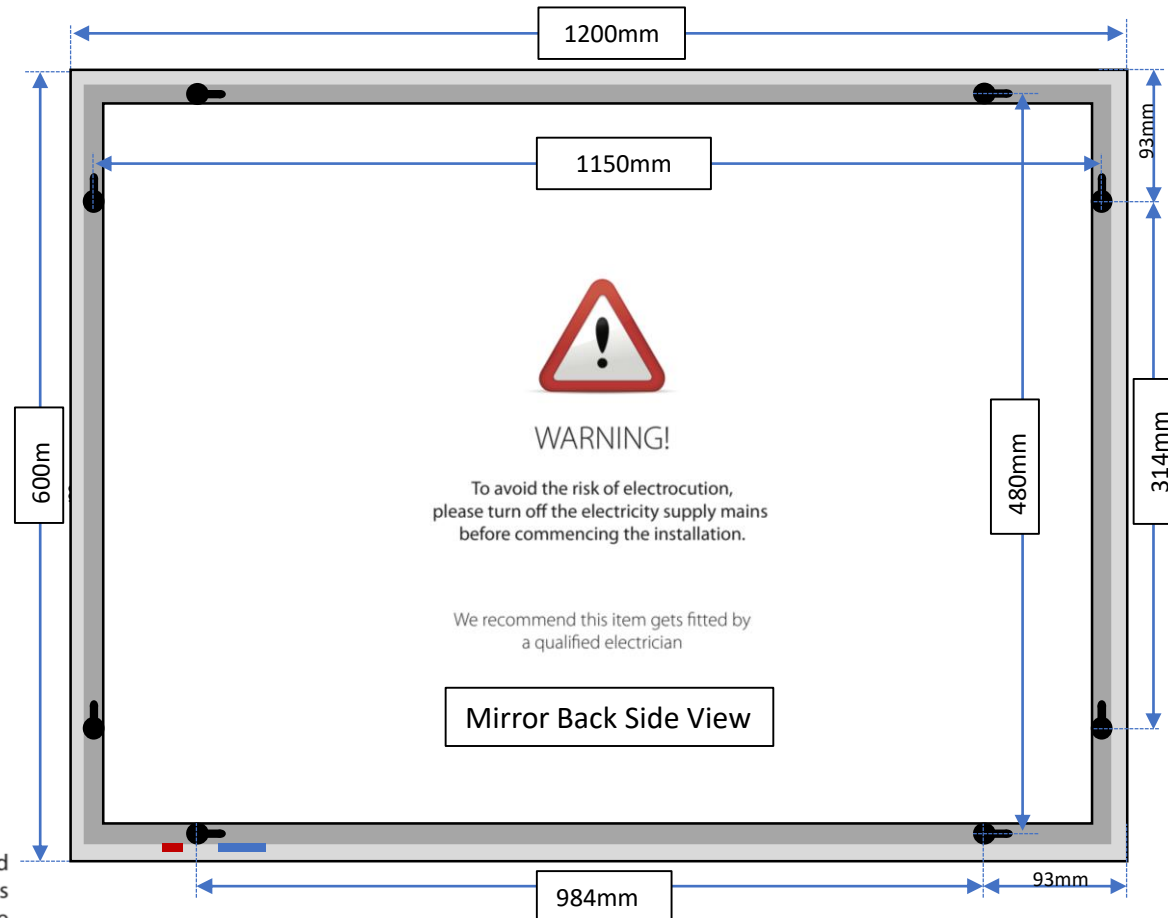 1200mm
93mm
1150mm
WARNING!
600m
480mm
314mm
To avoid the risk of electrocution,
please turn off the electricity supply mains
before commencing the installation.
We recommend this item gets fitted by
a qualified electrician
Mirror Back Side View
984mm
93mm